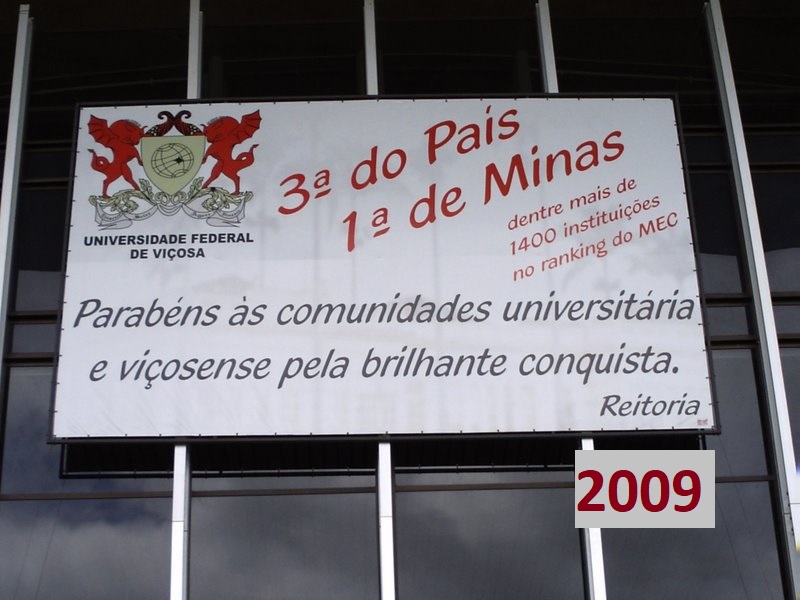 UNIVERSIDADE FEDERAL
DE VIÇOSA
3ª do País
1ª de Minas
dentre mais de
1400 instituições
no ranking do MEC
Parabéns às comunidades universitária
e viçosense pela brilhante conquista.
Reitoria
2009